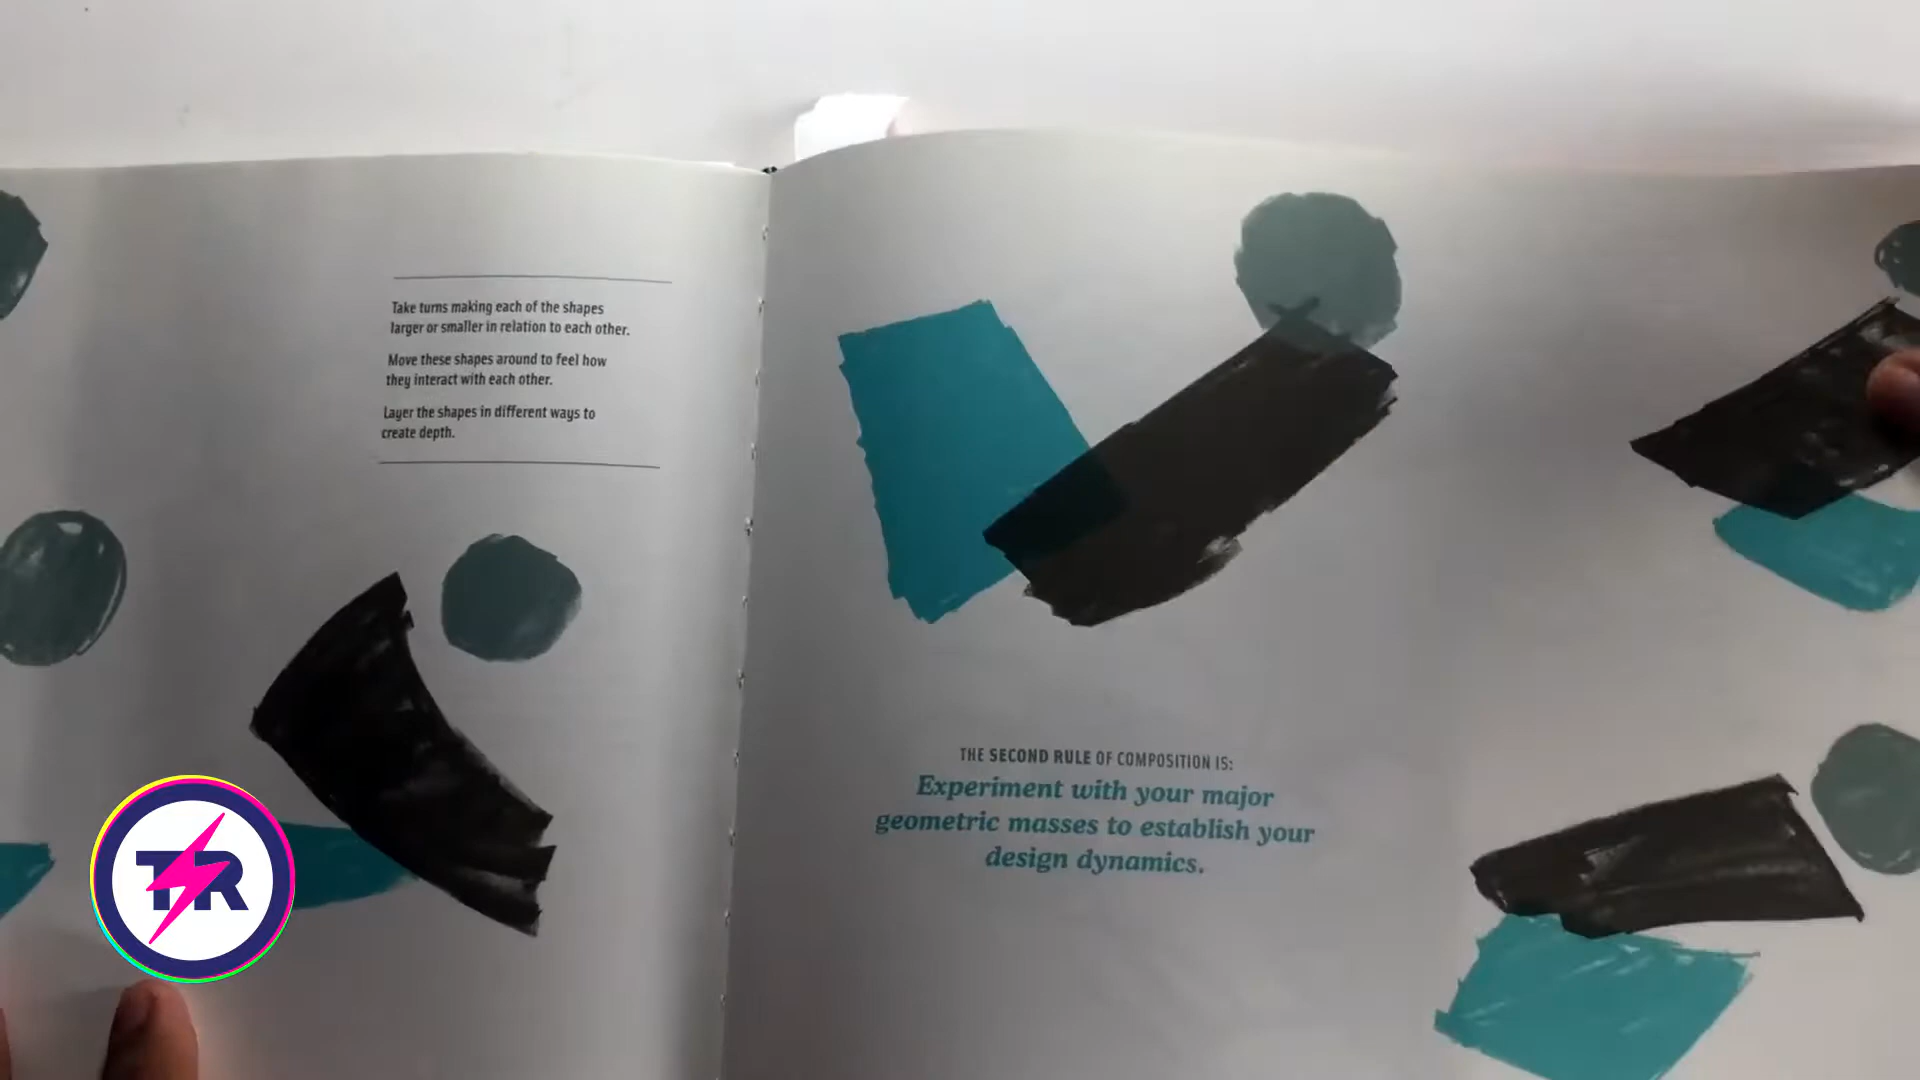 Take turns making each of the shapes
larger or smaller in relation to each other.
Move these shapes around to feel how
they interact with each other.
Layer the shapes in different ways to
create depth.
THE SECOND RULE OF COMPOSITION IS:
Experiment with your major
geometric masses to establish your
design dynamics.
TR